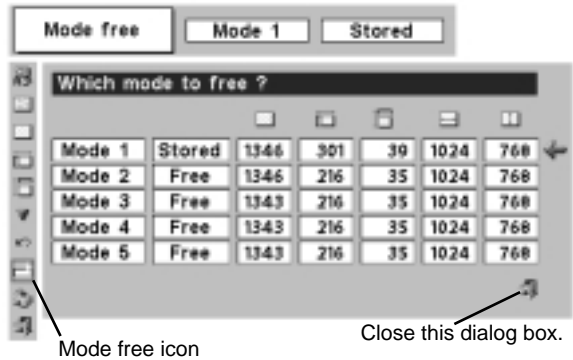 Mode free Mode 1 Stored
Which mode to free ?
Mode 1 Stored 1346 301 39 1024 768
Mode 2 Free 1346 216 35 1024 768
Mode 3 Free 1343 216 35 1024 768
Mode 4 Free 1343 216 35 1024 768
Mode 5 Free 1343 216 35 1024 768
Close this dialog box.
Mode free icon